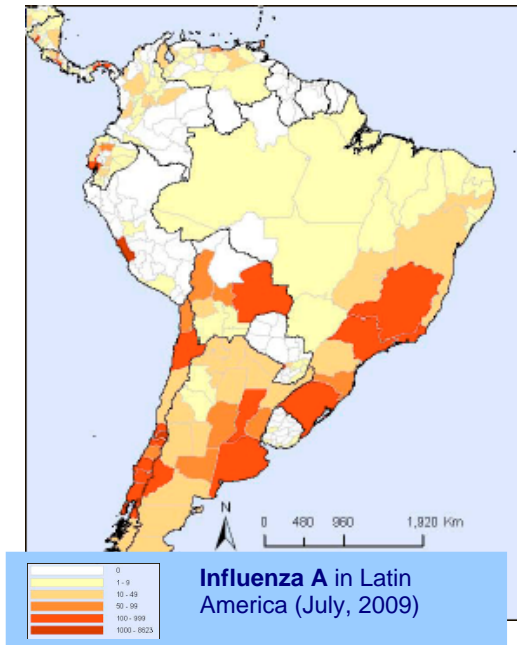 N
0 480 960 1,920 Km
0
1 - 9
10 - 49
50 - 99
100 - 999
1000 - 8623
Influenza A in Latin
America (July, 2009)